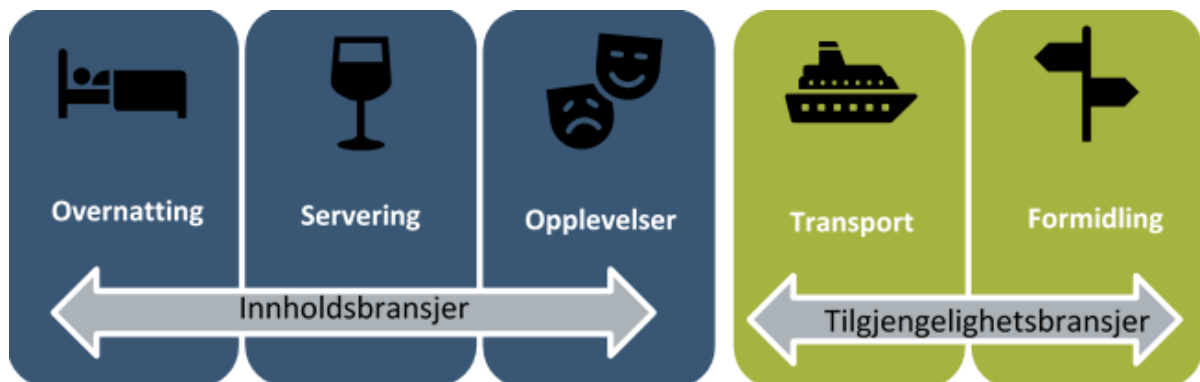 Overnatting
Servering
Opplevelser
Transport
Formidling
Innholdsbransjer
Tilgjengelighetsbransjer